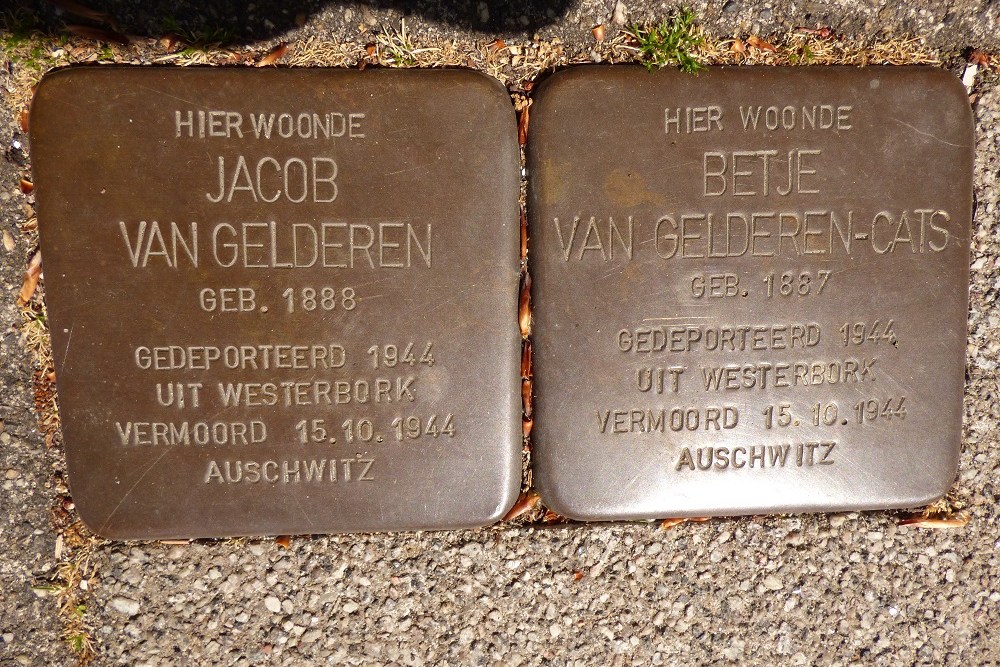 HIER WOONDE
JACOB
VAN GELDEREN
GEB. 1888
GEDEPORTEERD 1944
UIT WESTERBORK
VERMOORD 15.10.1944
AUSCHWITZ
HIER WOONDE
BETJE
VAN GELDEREN-CATS
GEB. 1887
GEDEPORTEERD 1944
UIT WESTERBORK
VERMOORD 15.10.1944
AUSCHWITZ